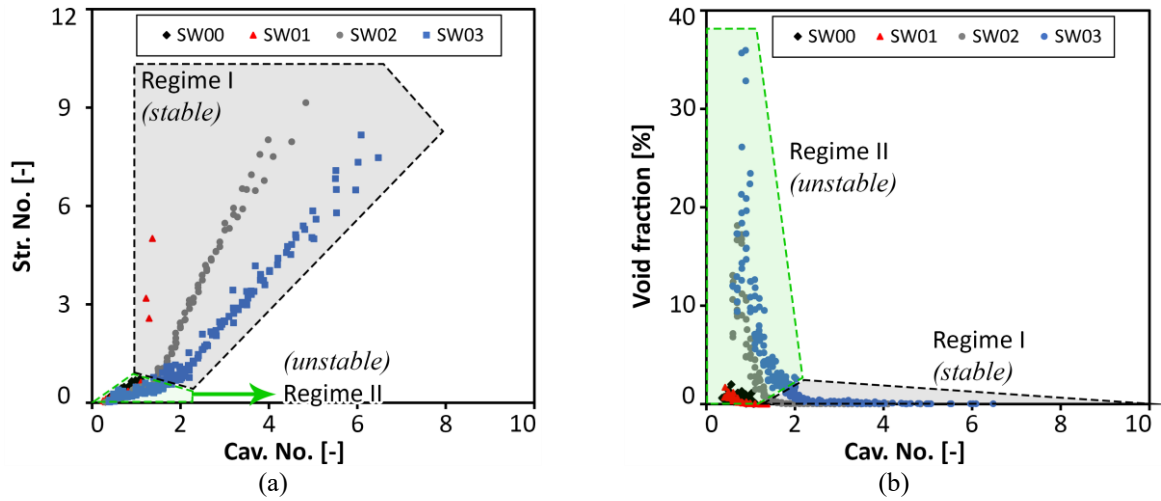 SW00 SW01 SW02 SW03
Regime I
(stable)
(unstable)
Regime II
Str. No. [-]
12
9
6
3
0
0 2 4 6 8 10
Cav. No. [-]
(a)
SW00 SW01 SW02 SW03
Regime II
(unstable)
Regime I
(stable)
Void fraction [%]
40
30
20
10
0
0 2 4 6 8 10
Cav. No. [-]
(b)